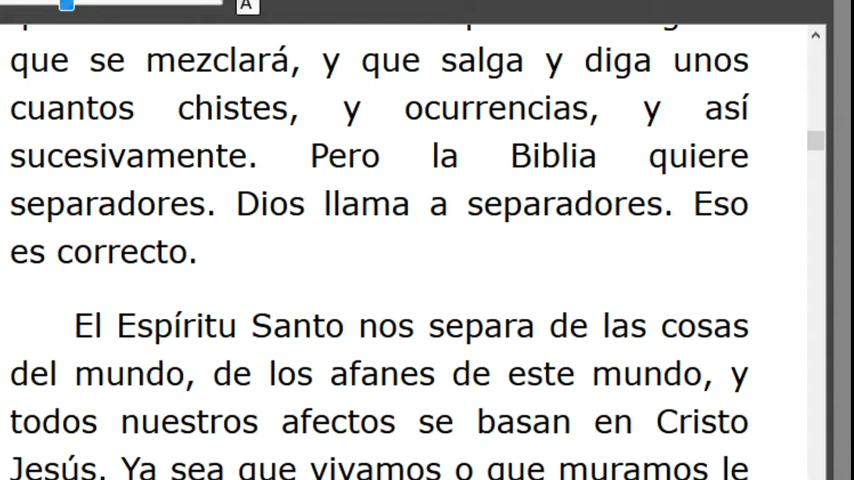 A
que se mezclará, y que salga y diga unos
cuantos chistes, y ocurrencias, y así
sucesivamente. Pero la Biblia quiere
separadores. Dios llama a separadores. Eso
es correcto.
El Espíritu Santo nos separa de las cosas
del mundo, de los afanes de este mundo, y
todos nuestros afectos se basan en Cristo
Jesús. Ya sea que vivamos o que muramos le